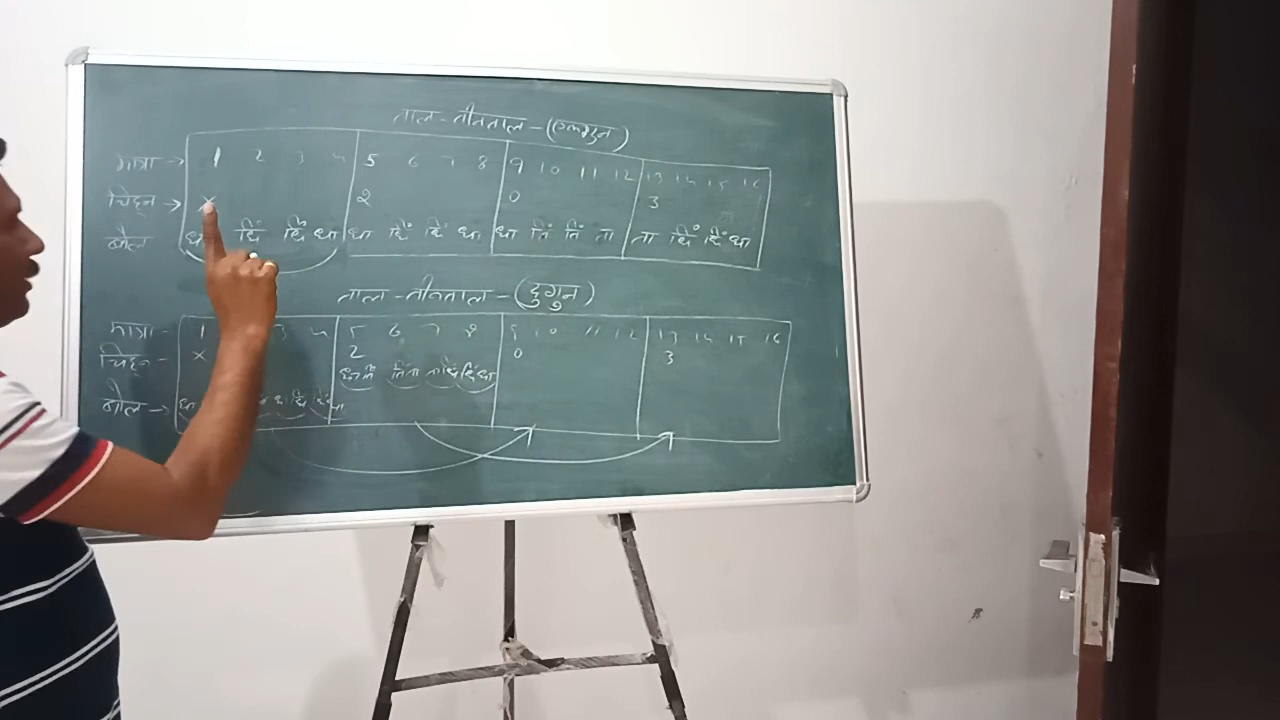 ताल-तीनताल-(एकगुन)
मात्रा → 1 2 3 4 5 6 7 8 9 10 11 12 13 14 15 16
चिह्न → × 2 0 3
बोल धा धिं धिं धा धा धिं धिं धा धा तिं तिं ता ता धिं धिं धा
ताल-तीनताल-(दुगुन)
मात्रा - 1 3 4 5 6 7 8 9 10 11 12 13 14 15 16
चिह्न - × 2 0 3
धातिं तिंता ताधिं धिंधा
बोल → धा धाधिं धिंधा